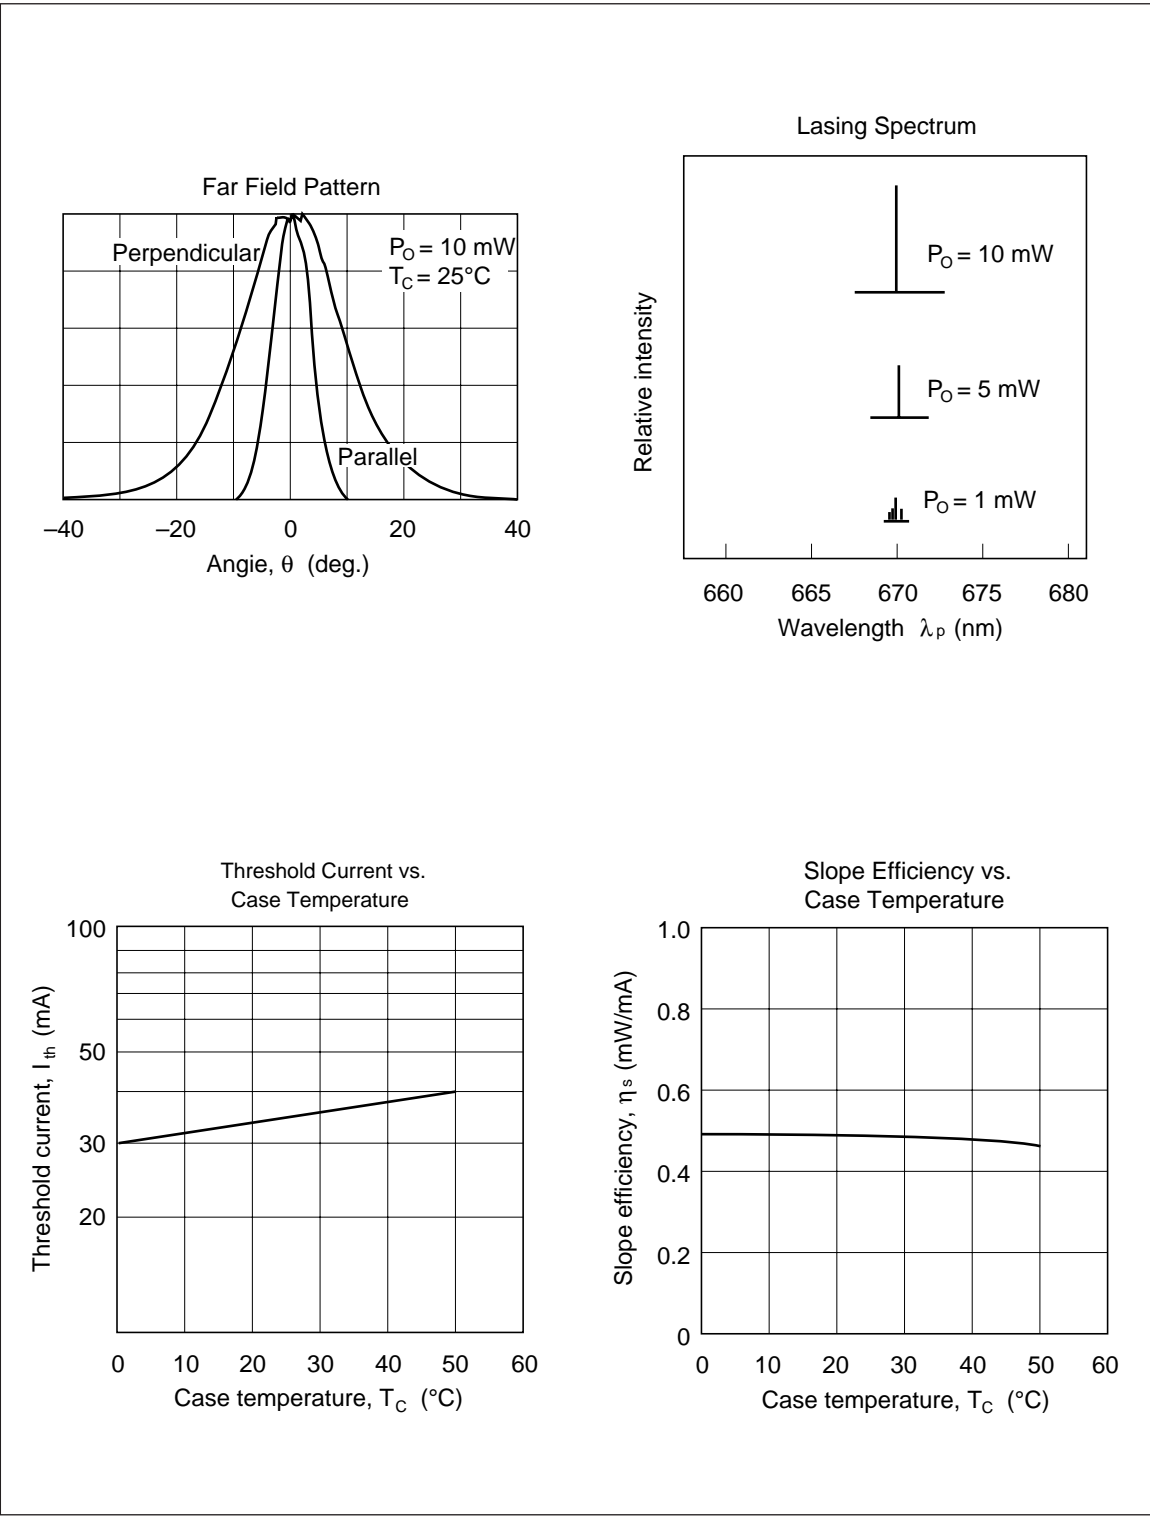 Far Field Pattern
Perpendicular
PO = 10 mW
TC = 25°C
Parallel
–40 –20 0 20 40
Angie, θ (deg.)
Lasing Spectrum
Relative intensity
PO = 10 mW
PO = 5 mW
PO = 1 mW
660 665 670 675 680
Wavelength λp (nm)
Threshold Current vs.
Case Temperature
Threshold current, Ith (mA)
100
50
30
20
0 10 20 30 40 50 60
Case temperature, TC (°C)
Slope Efficiency vs.
Case Temperature
Slope efficiency, ηs (mW/mA)
1.0
0.8
0.6
0.4
0.2
0
0 10 20 30 40 50 60
Case temperature, TC (°C)